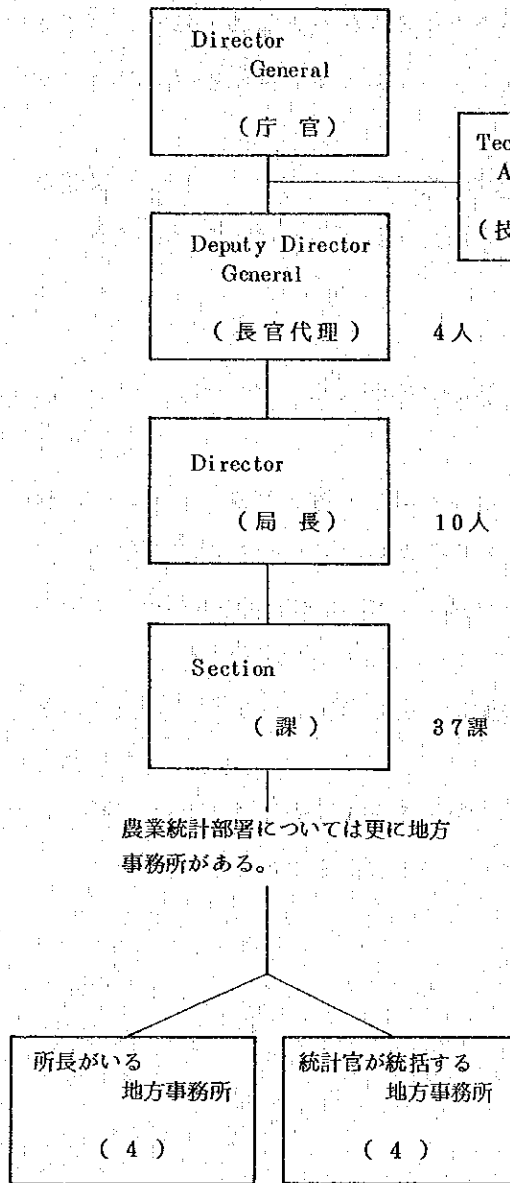 Director
General
(庁 官)
Deputy Director
General
(長官代理)
4人
Director
(局 長)
10人
Section
(課)
37課
農業統計部署については更に地方
事務所がある。
所長がいる
地方事務所
(4)
統計官が統括する
地方事務所
(4)